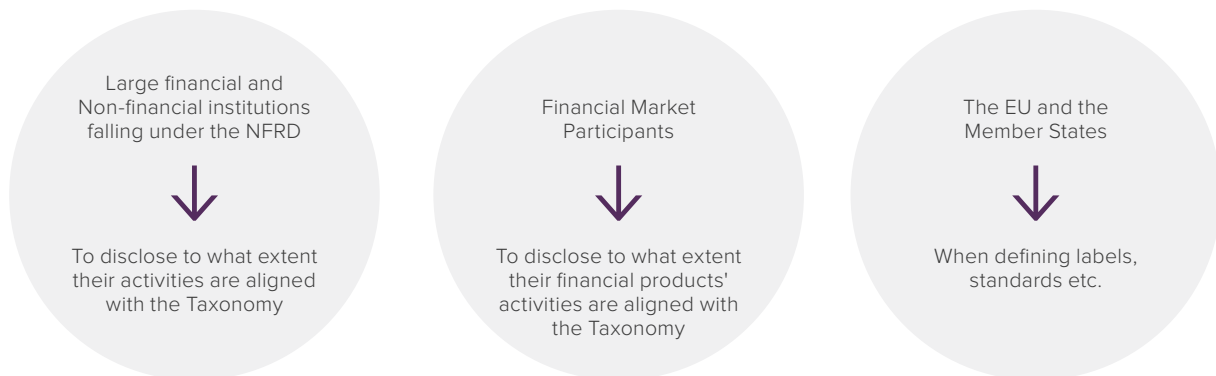 Large financial and
Non-financial institutions
falling under the NFRD
To disclose to what extent
their activities are aligned
with the Taxonomy
Financial Market
Participants
To disclose to what extent
their financial products'
activities are aligned with
the Taxonomy
The EU and the
Member States
When defining labels,
standards etc.